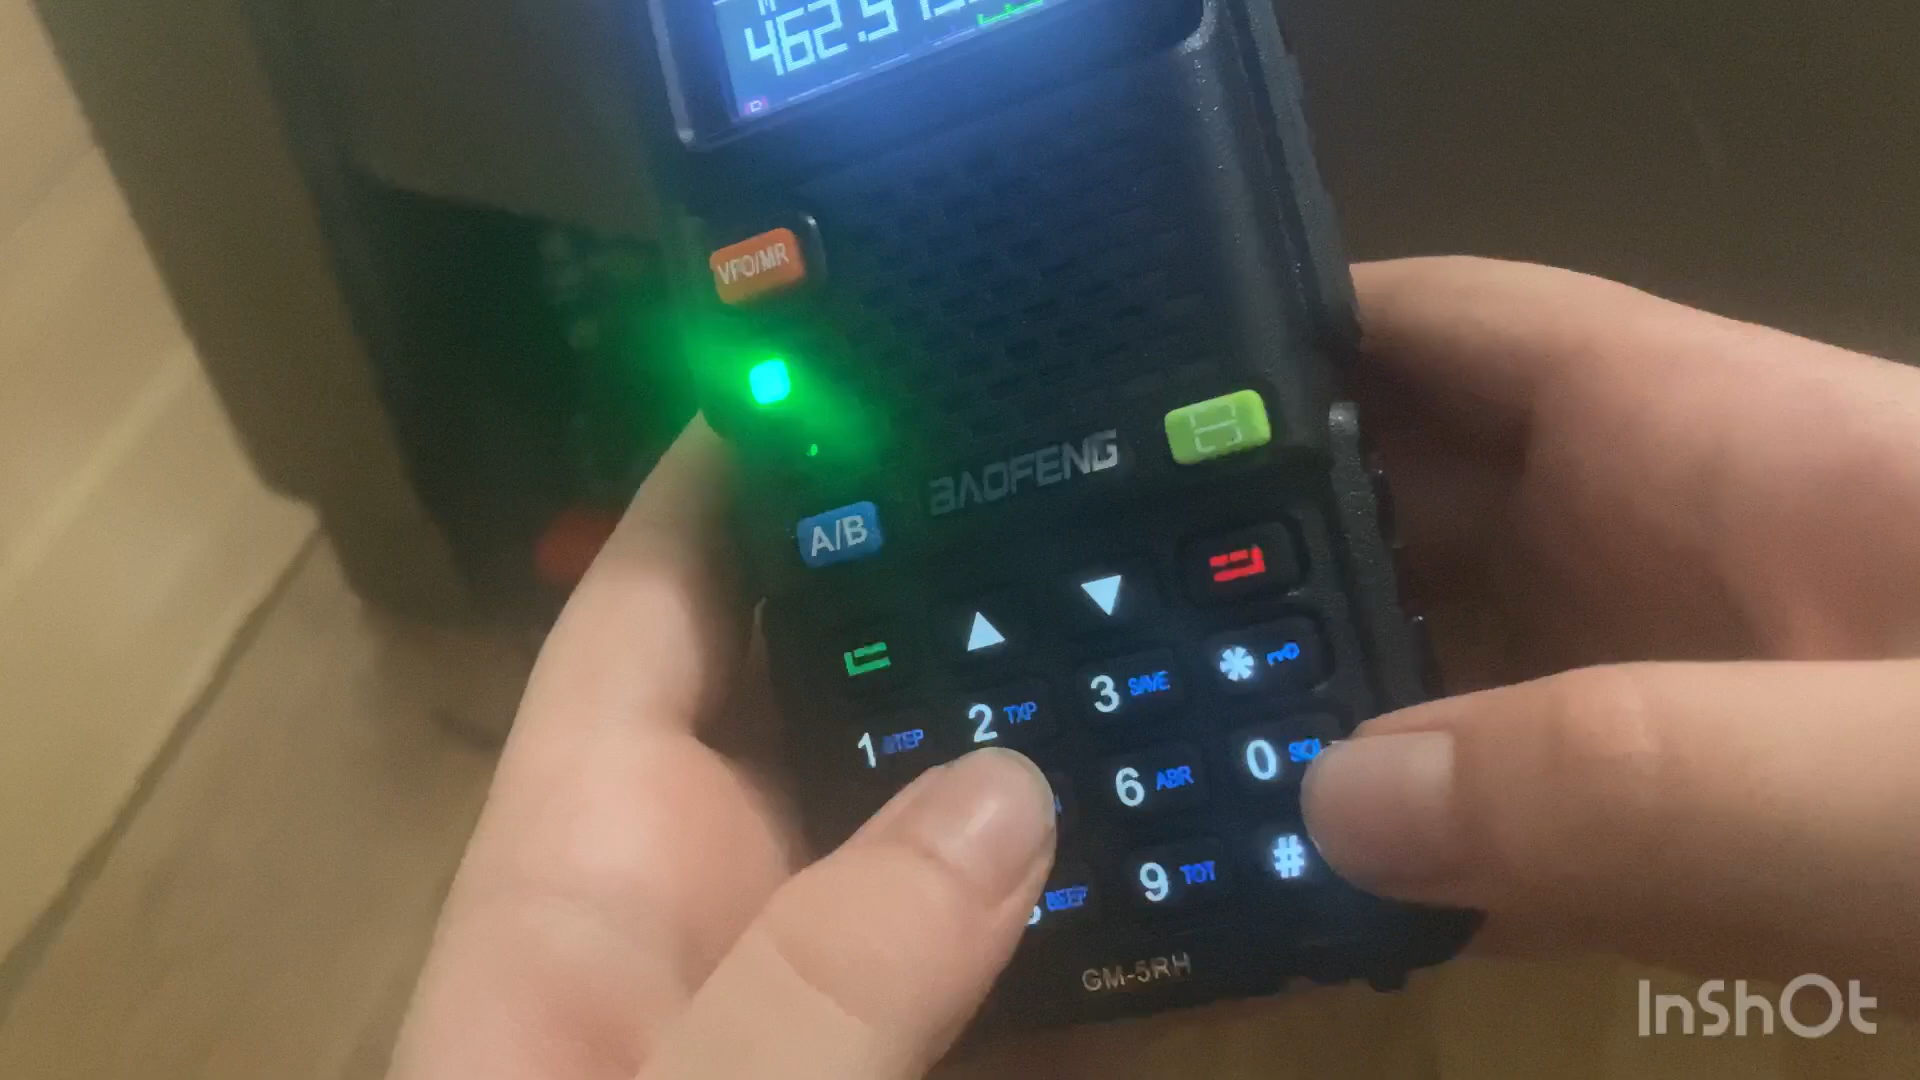 462.9
VFO/MR
BAOFENG
A/B
1 STEP
2 TXP
3 SAVE
*
6 ABR
0 SQL
BEEP
9 TOT
#
GM-5RH
InShOt